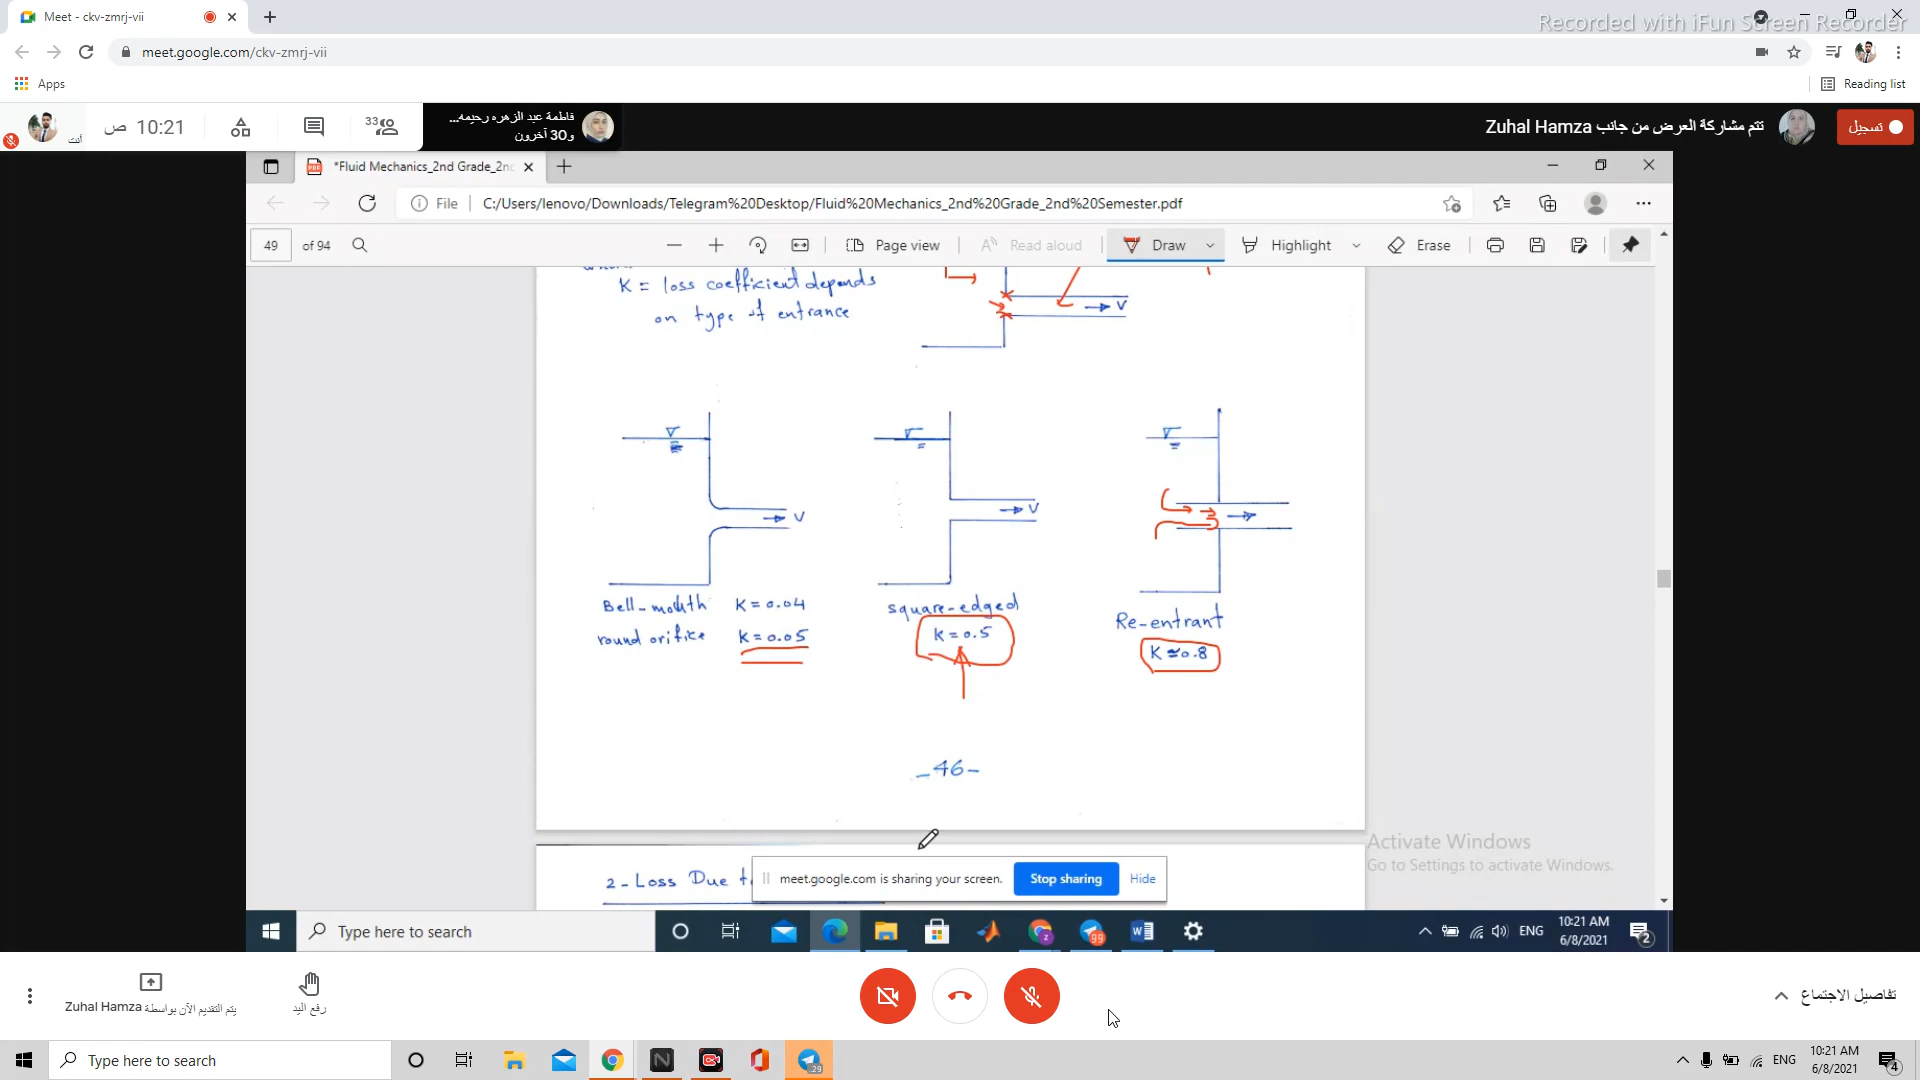 Meet - ckv-zmrj-vii
Recorded with iFun Screen Recorder
meet.google.com/ckv-zmrj-vii
Apps
Reading list
أنت
10:21 ص
33
فاطمة عبد الزهره رحيمه...
و30 آخرون
تتم مشاركة العرض من جانب Zuhal Hamza
تسجيل
*Fluid Mechanics_2nd Grade_2nd
File C:/Users/lenovo/Downloads/Telegram%20Desktop/Fluid%20Mechanics_2nd%20Grade_2nd%20Semester.pdf
49 of 94
Page view
Read aloud
Draw
Highlight
Erase
K = loss coefficient depends
on type of entrance
V
V
V
Bell-mouth K = 0.04
round orifice K = 0.05
square-edged
K = 0.5
Re-entrant
K ≃ 0.8
-46-
2 - Loss Due
meet.google.com is sharing your screen.
Stop sharing
Hide
Activate Windows
Go to Settings to activate Windows.
Type here to search
99
ENG
10:21 AM
6/8/2021
2
يتم التقديم الآن بواسطة Zuhal Hamza
رفع اليد
تفاصيل الاجتماع
Type here to search
29
ENG
10:21 AM
6/8/2021
4